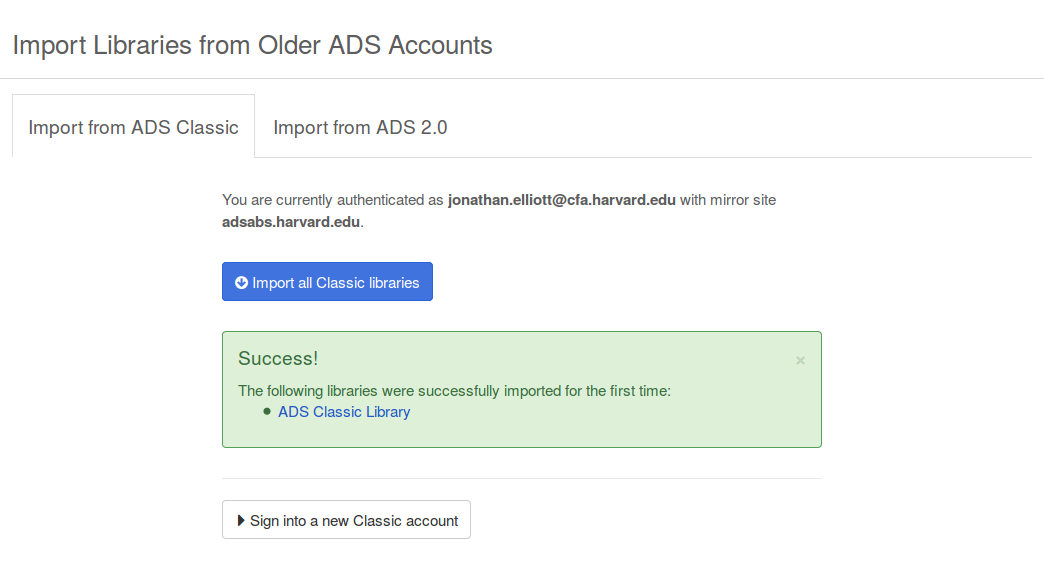 Import Libraries from Older ADS Accounts
Import from ADS Classic
Import from ADS 2.0
You are currently authenticated as jonathan.elliott@cfa.harvard.edu with mirror site
adsabs.harvard.edu.
Import all Classic libraries
Success!
×
The following libraries were successfully imported for the first time:
ADS Classic Library
Sign into a new Classic account